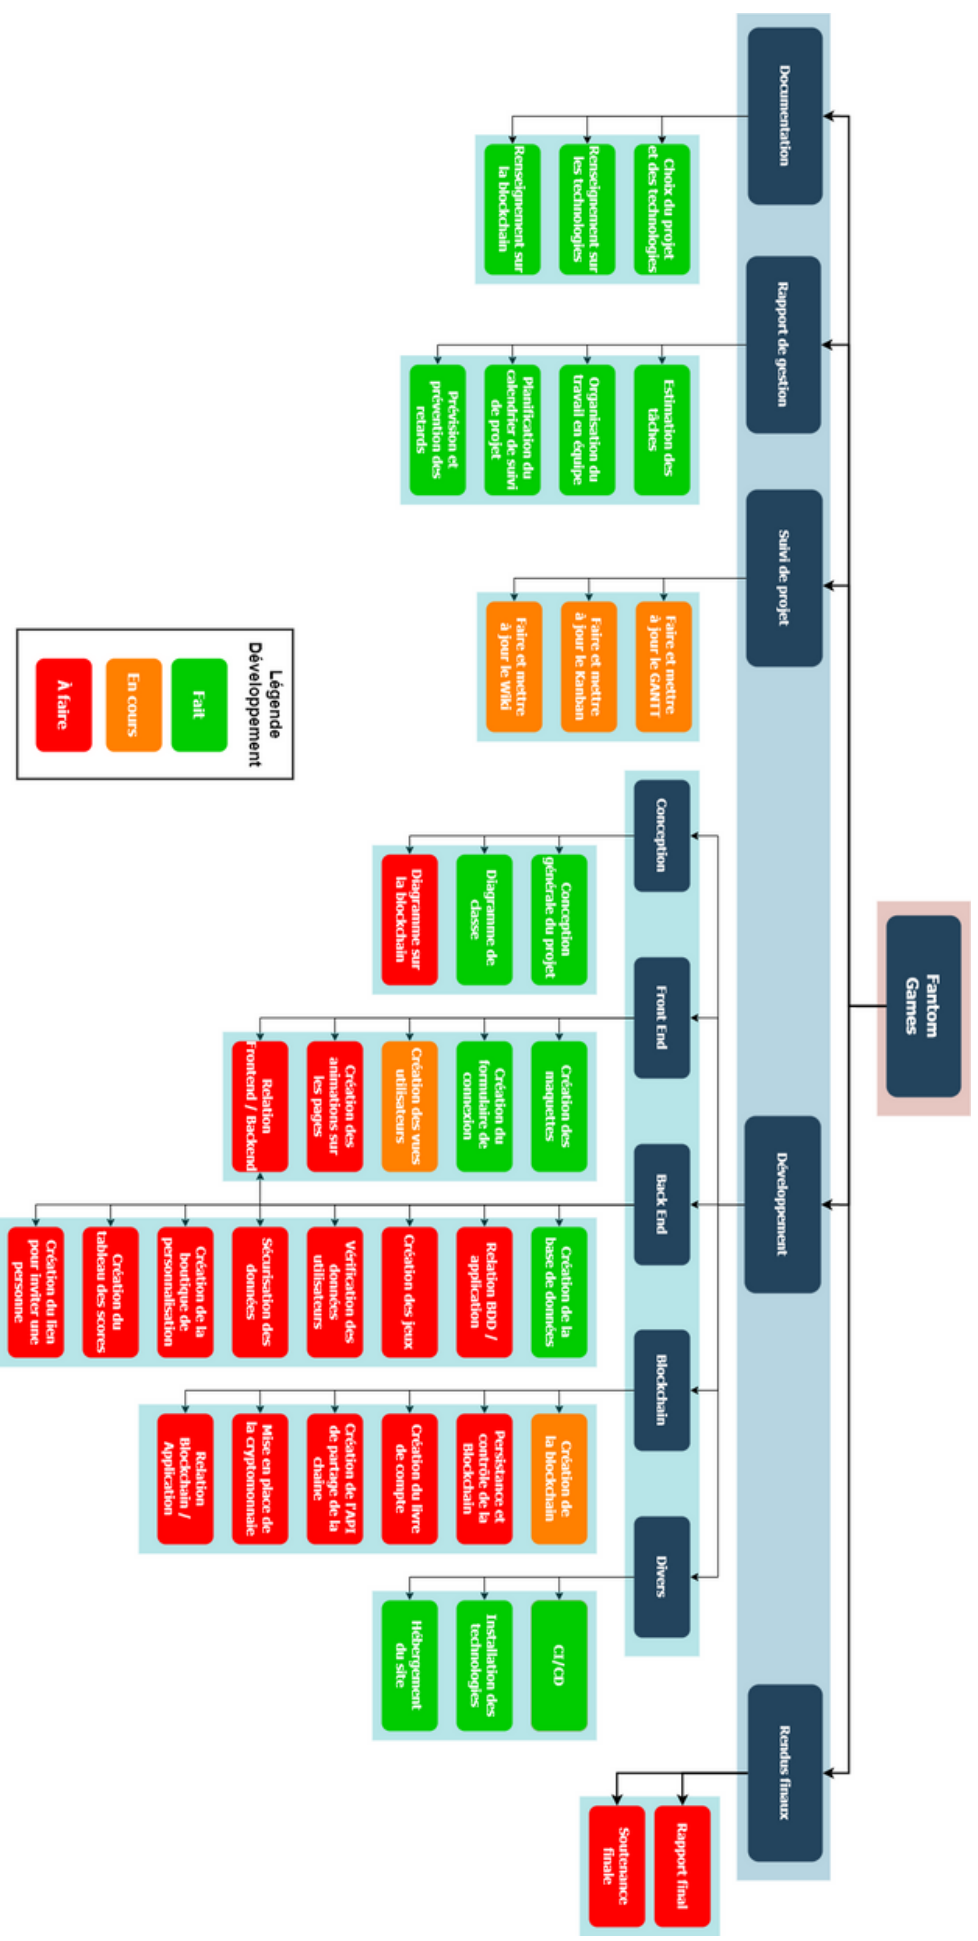 Fantom
Games
Documentation
Rapport de gestion
Suivi de projet
Développement
Rendus finaux
Choix du projet
et des technologies
Renseignement sur
les technologies
Renseignement sur
la blockchain
Estimation des
tâches
Organisation du
travail en équipe
Planification du
calendrier de suivi
de projet
Prévision et
prévention des
retards
Faire et mettre
à jour le GANTT
Faire et mettre
à jour le Kanban
Faire et mettre
à jour le Wiki
Conception
Front End
Back End
Blockchain
Divers
Conception
générale du projet
Diagramme de
classe
Diagramme sur
la blockchain
Création des
maquettes
Création du
formulaire de
connexion
Création des vues
utilisateurs
Création des
animations sur
les pages
Relation
Frontend / Backend
Création de la
base de données
Relation BDD /
application
Création des jeux
Vérification des
données
utilisateurs
Sécurisation des
données
Création de la
boutique de
personnalisation
Création du
tableau des scores
Création du lien
pour inviter une
personne
Création de
la blockchain
Persistance et
contrôle de la
Blockchain
Création du livre
de compte
Création de l'API
de partage de la
chaîne
Mise en place de
la cryptomonnaie
Relation
Blockchain /
Application
CI/CD
Installation des
technologies
Hébergement
du site
Rapport final
Soutenance
finale
Légende
Développement
Fait
En cours
À faire